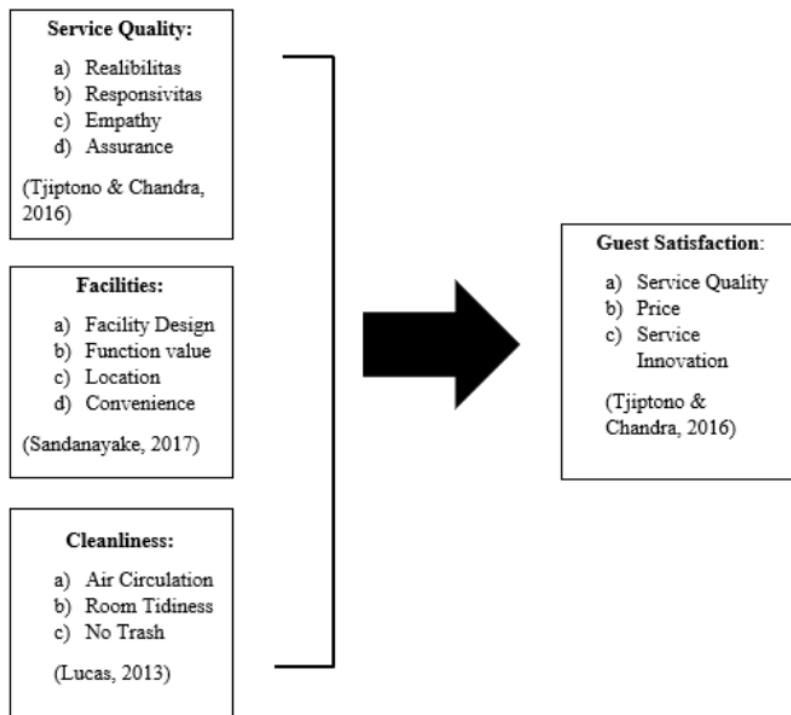 Service Quality:
a) Realibilitas
b) Responsivitas
c) Empathy
d) Assurance
(Tjiptono & Chandra,
2016)
Facilities:
a) Facility Design
b) Function value
c) Location
d) Convenience
(Sandanayake, 2017)
Cleanliness:
a) Air Circulation
b) Room Tidiness
c) No Trash
(Lucas, 2013)
Guest Satisfaction:
a) Service Quality
b) Price
c) Service
Innovation
(Tjiptono &
Chandra, 2016)